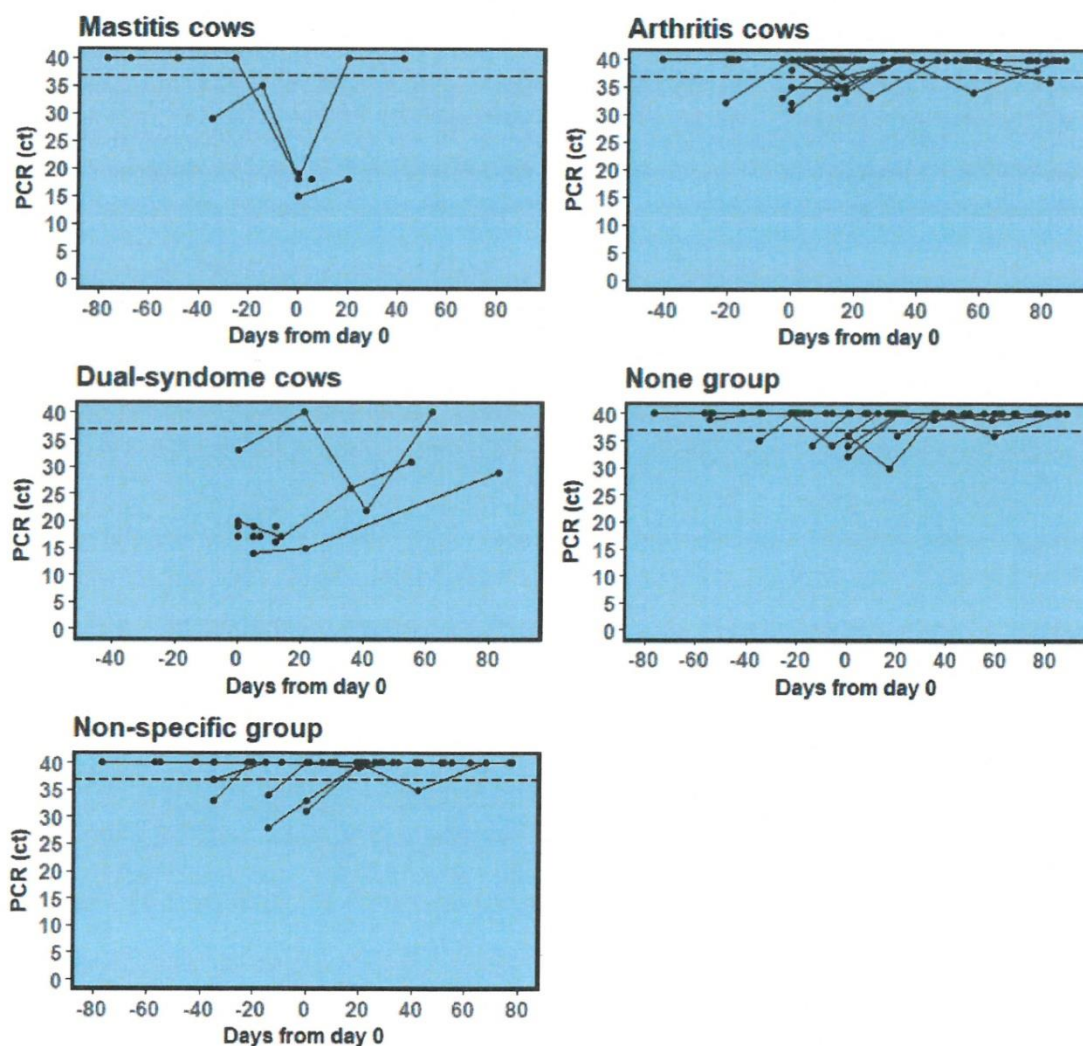 Mastitis cows
PCR (ct)
40
35
30
25
20
15
10
5
0
-80 -60 -40 -20 0 20 40 60 80
Days from day 0
Arthritis cows
PCR (ct)
40
35
30
25
20
15
10
5
0
-40 -20 0 20 40 60 80
Days from day 0
Dual-syndome cows
PCR (ct)
40
35
30
25
20
15
10
5
0
-40 -20 0 20 40 60 80
Days from day 0
None group
PCR (ct)
40
35
30
25
20
15
10
5
0
-80 -60 -40 -20 0 20 40 60 80
Days from day 0
Non-specific group
PCR (ct)
40
35
30
25
20
15
10
5
0
-80 -60 -40 -20 0 20 40 60 80
Days from day 0